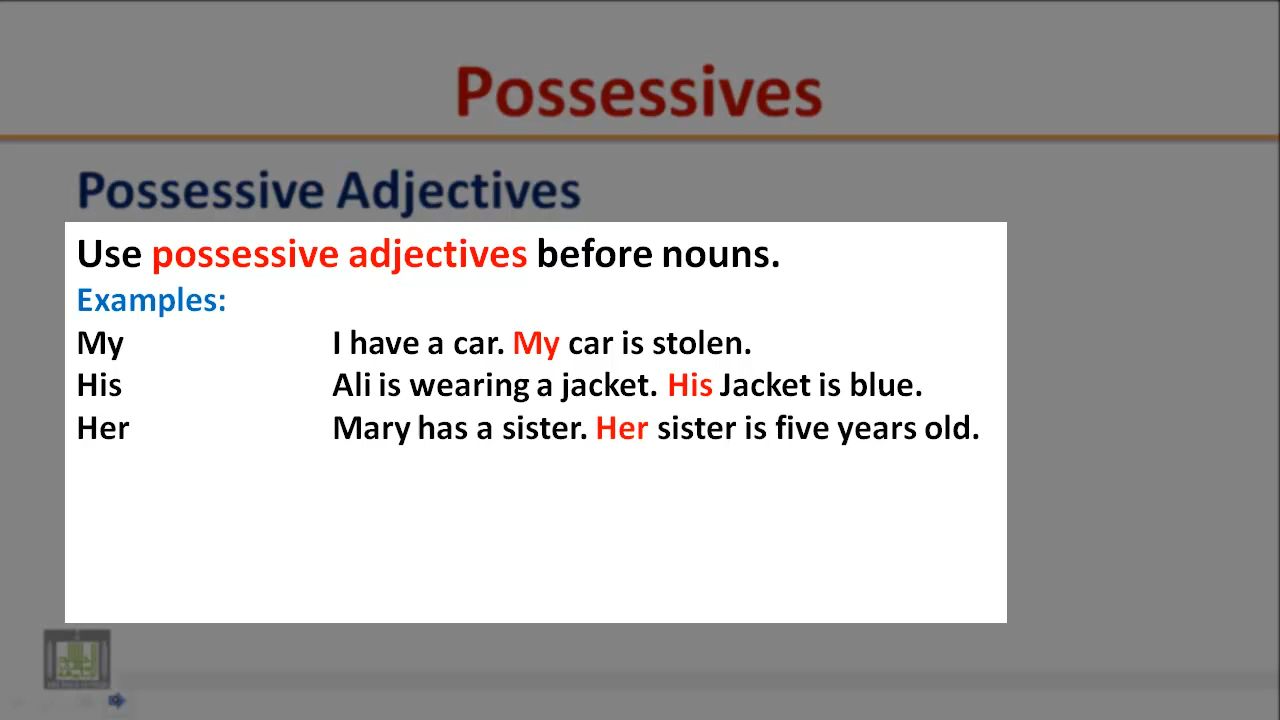 Possessives
Possessive Adjectives
Use possessive adjectives before nouns.
Examples:
My I have a car. My car is stolen.
His Ali is wearing a jacket. His Jacket is blue.
Her Mary has a sister. Her sister is five years old.